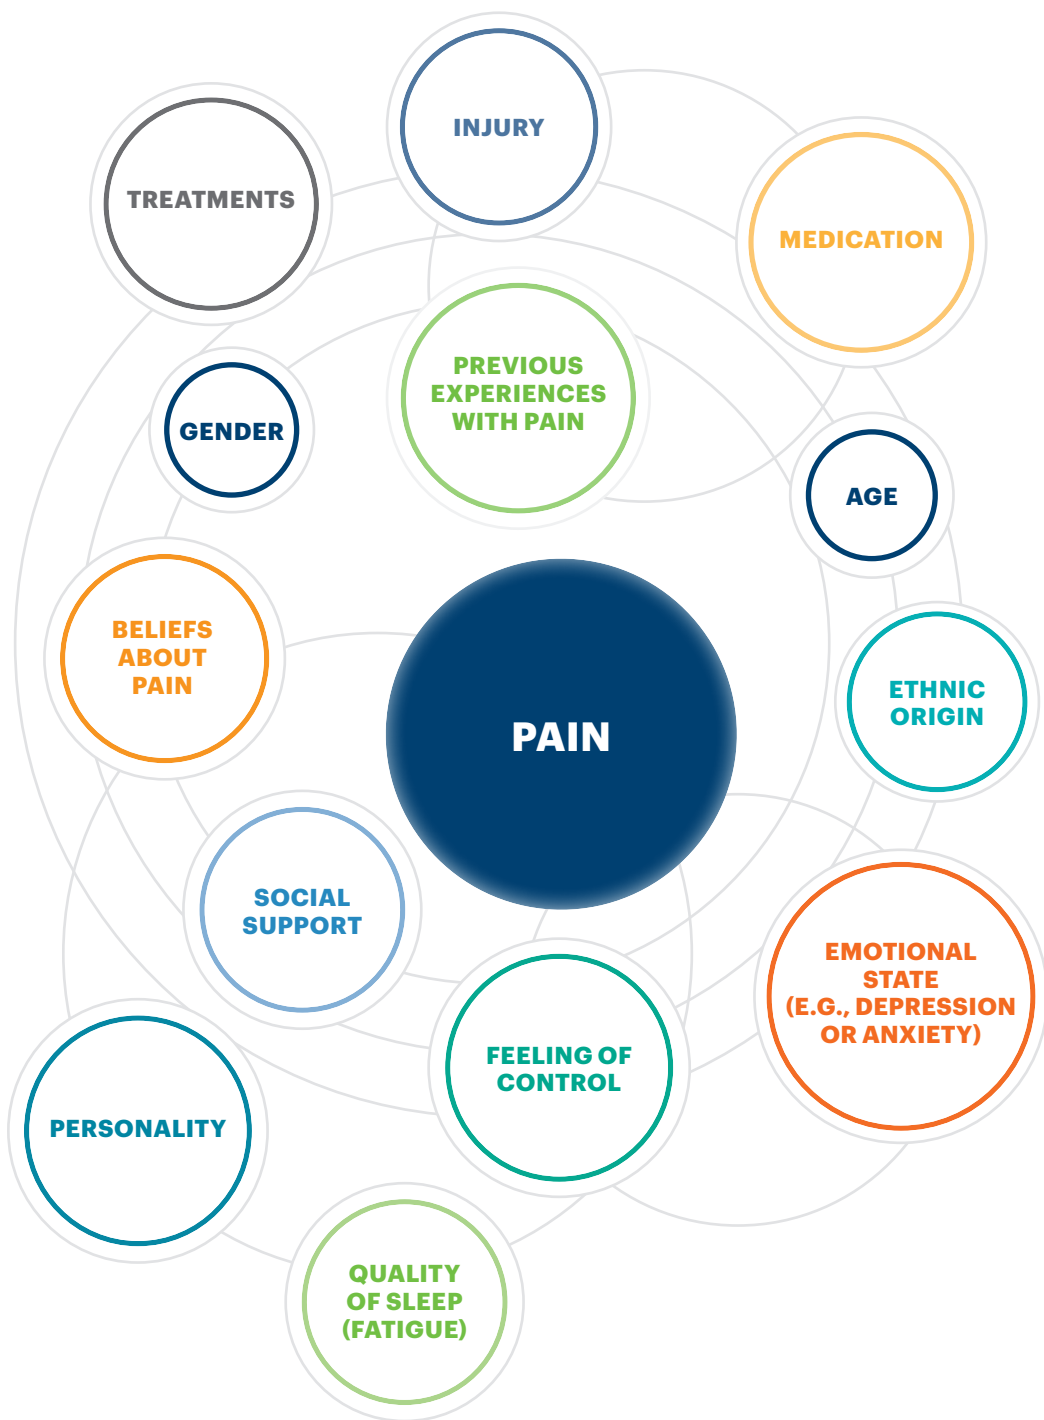 INJURY
TREATMENTS
MEDICATION
PREVIOUS
EXPERIENCES
WITH PAIN
GENDER
AGE
BELIEFS
ABOUT
PAIN
ETHNIC
ORIGIN
PAIN
SOCIAL
SUPPORT
EMOTIONAL
STATE
(E.G., DEPRESSION
OR ANXIETY)
FEELING OF
CONTROL
PERSONALITY
QUALITY
OF SLEEP
(FATIGUE)